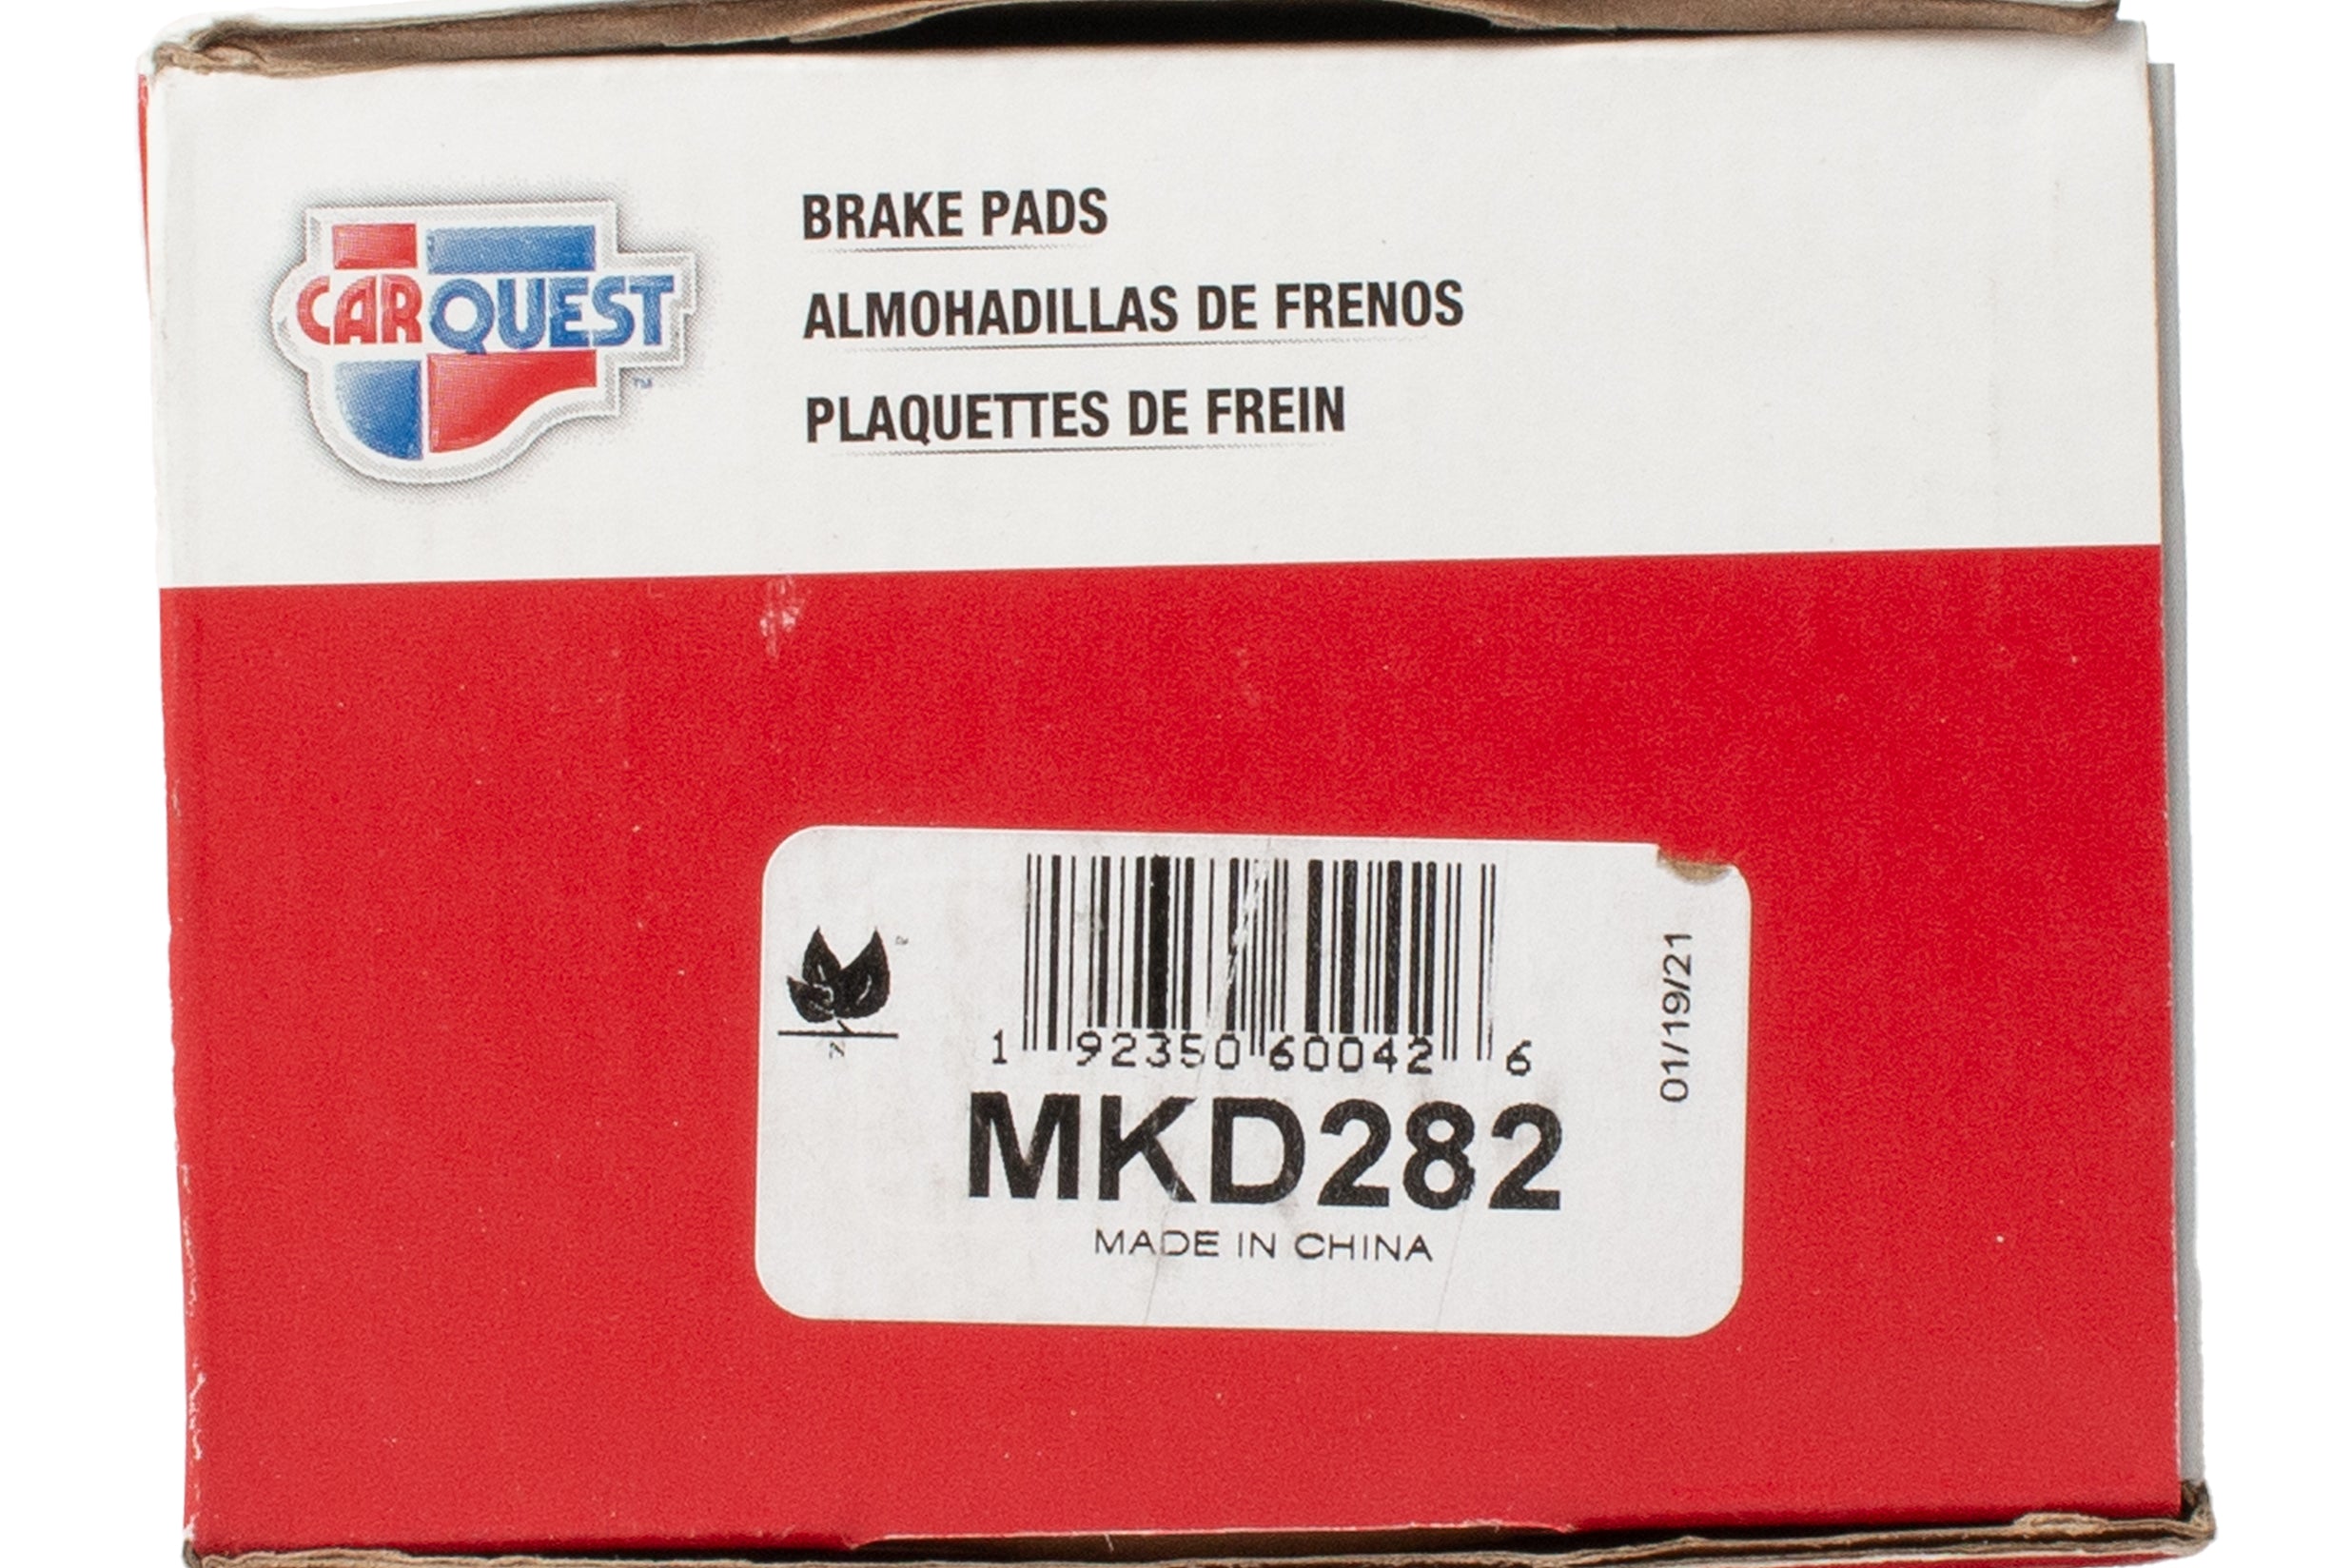 CARQUEST
TM
BRAKE PADS
ALMOHADILLAS DE FRENOS
PLAQUETTES DE FREIN
1 92350 60042 6
01/19/21
MKD282
MADE IN CHINA